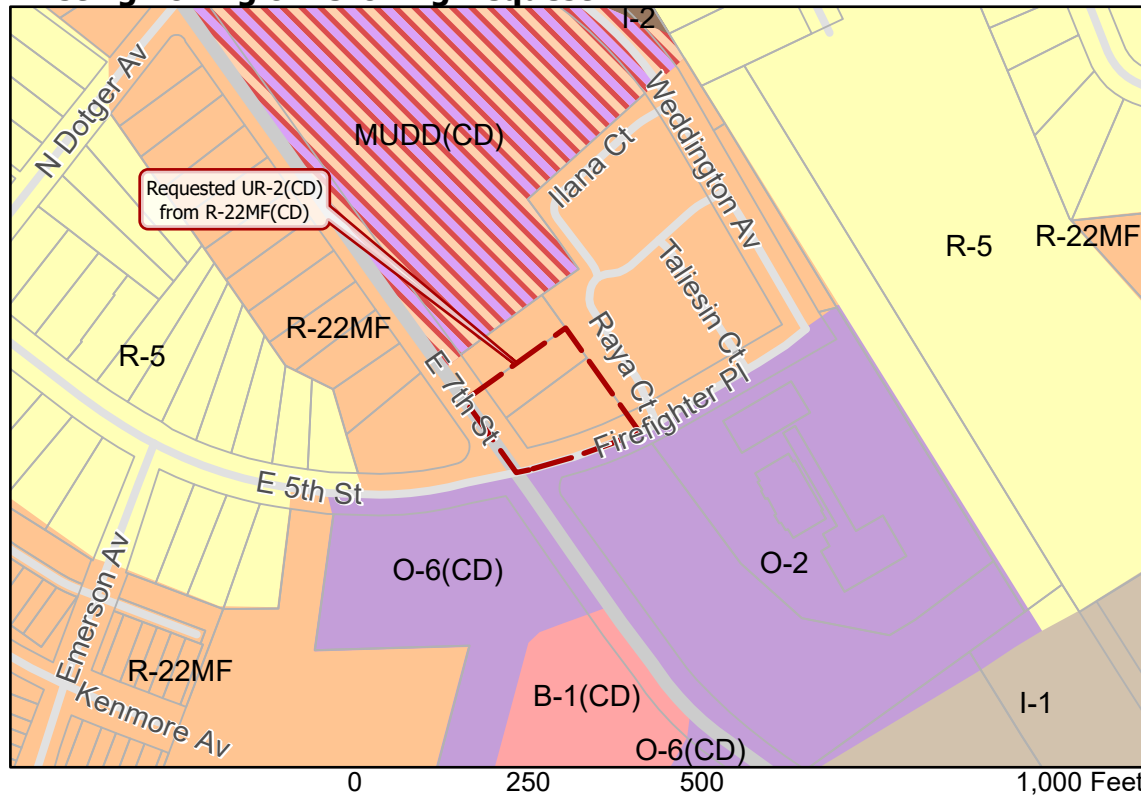 I-2
N Dotger Av
MUDD(CD)
Weddington Av
Ilana Ct
Requested UR-2(CD)
from R-22MF(CD)
R-5
R-22MF
Taliesin Ct
R-22MF
R-5
E 7th St
Raya Ct
Firefighter Pl
E 5th St
O-6(CD)
O-2
Emerson Av
R-22MF
Kenmore Av
B-1(CD)
I-1
O-6(CD)
0 250 500 1,000 Feet